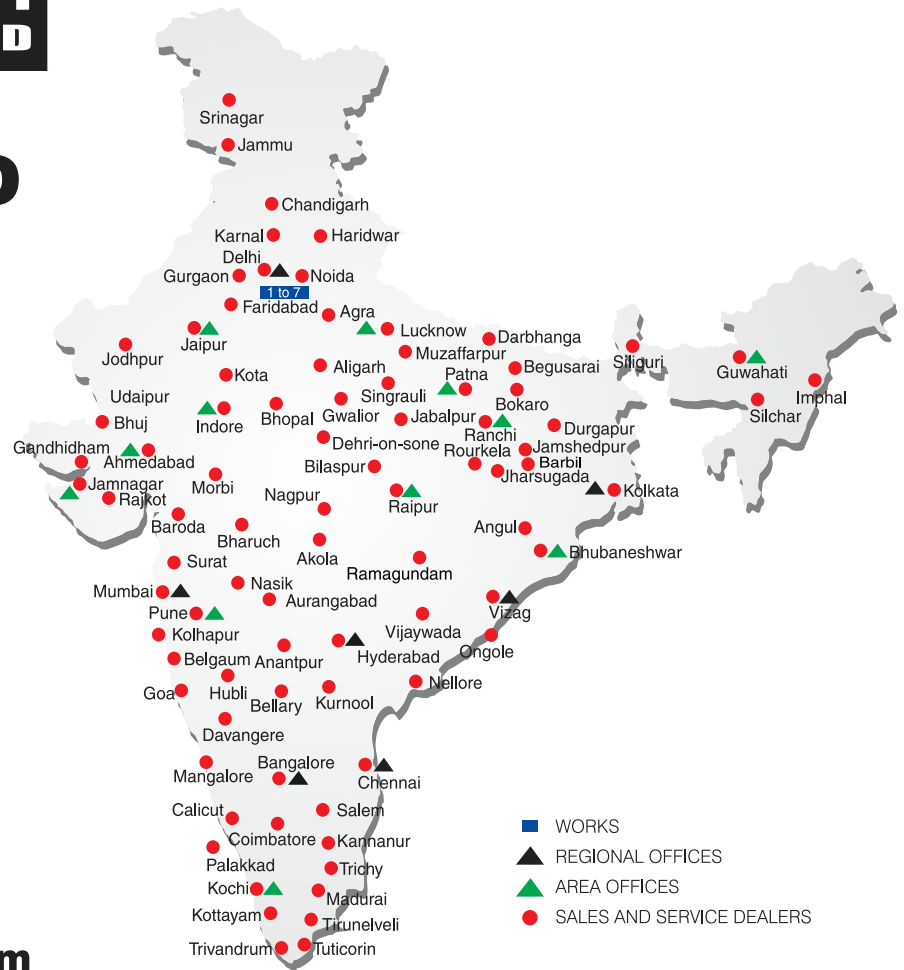 D
Srinagar
Jammu
Chandigarh
Karnal
Haridwar
Delhi
Gurgaon
Noida
1 to 7
Faridabad
Agra
Jaipur
Lucknow
Darbhanga
Jodhpur
Muzaffarpur
Siliguri
Guwahati
Aligarh
Patna
Begusarai
Kota
Imphal
Udaipur
Singrauli
Bokaro
Silchar
Indore
Bhopal
Gwalior
Jabalpur
Bhuj
Ranchi
Durgapur
Gandhidham
Ahmedabad
Dehri-on-sone
Rourkela
Jamshedpur
Barbil
Bilaspur
Jharsugada
Jamnagar
Morbi
Rajkot
Nagpur
Raipur
Kolkata
Baroda
Bharuch
Angul
Akola
Bhubaneshwar
Surat
Ramagundam
Nasik
Mumbai
Aurangabad
Pune
Vizag
Kolhapur
Vijaywada
Ongole
Belgaum
Anantpur
Hyderabad
Goa
Hubli
Nellore
Bellary
Kurnool
Davangere
Bangalore
Mangalore
Chennai
Calicut
Salem
Coimbatore
Kannanur
Palakkad
Trichy
Kochi
Madurai
Kottayam
Tirunelveli
Trivandrum
Tuticorin
WORKS
REGIONAL OFFICES
AREA OFFICES
SALES AND SERVICE DEALERS
m